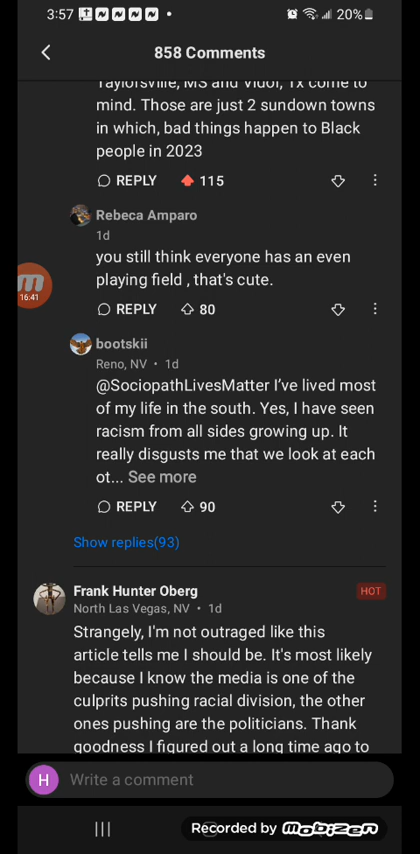 3:57
20%
858 Comments
Taylorsville, MS and Vidor, Tx come to
mind. Those are just 2 sundown towns
in which, bad things happen to Black
people in 2023
REPLY 115
Rebeca Amparo
1d
you still think everyone has an even
playing field , that's cute.
REPLY 80
16:41
bootskii
Reno, NV • 1d
@SociopathLivesMatter I’ve lived most
of my life in the south. Yes, I have seen
racism from all sides growing up. It
really disgusts me that we look at each
ot... See more
REPLY 90
Show replies(93)
Frank Hunter Oberg
HOT
North Las Vegas, NV • 1d
Strangely, I'm not outraged like this
article tells me I should be. It's most likely
because I know the media is one of the
culprits pushing racial division, the other
ones pushing are the politicians. Thank
goodness I figured out a long time ago to
H Write a comment
Recorded by mobizen